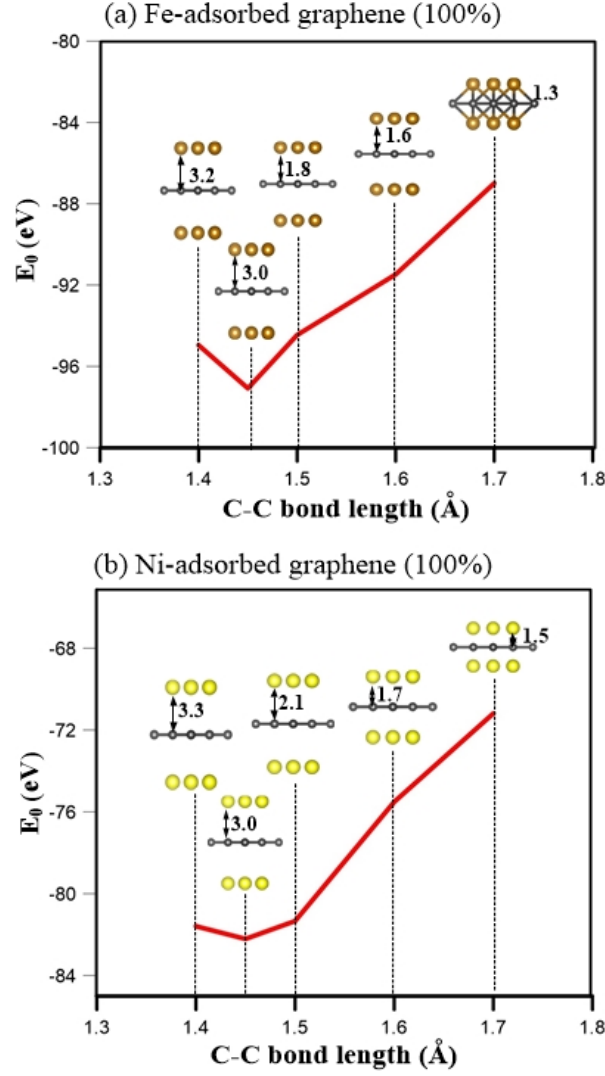 (a) Fe-adsorbed graphene (100%)
-80
-84
-88
-92
-96
-100
E₀ (eV)
3.2
3.0
1.8
1.6
1.3
1.3 1.4 1.5 1.6 1.7 1.8
C-C bond length (Å)
(b) Ni-adsorbed graphene (100%)
-68
-72
-76
-80
-84
E₀ (eV)
3.3
3.0
2.1
1.7
1.5
1.3 1.4 1.5 1.6 1.7 1.8
C-C bond length (Å)